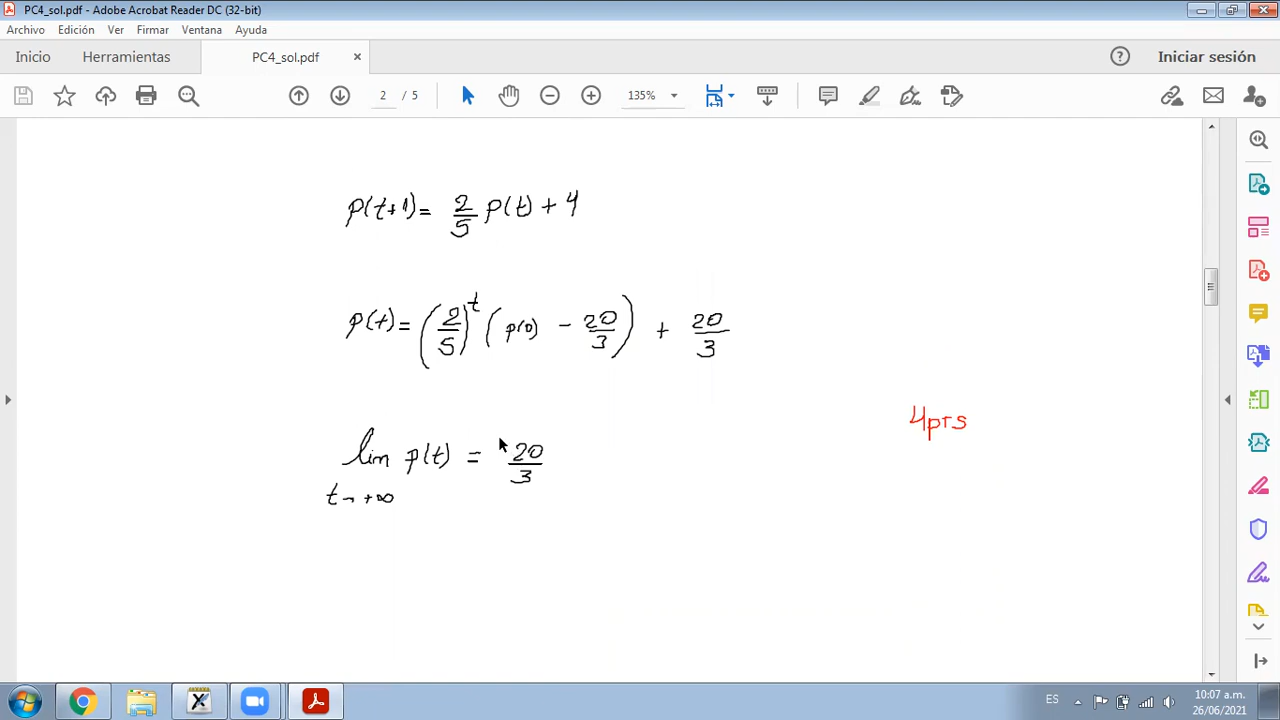 PC4_sol.pdf - Adobe Acrobat Reader DC (32-bit)
Archivo Edición Ver Firmar Ventana Ayuda
Inicio Herramientas PC4_sol.pdf × Iniciar sesión
2 / 5 135%
p(t+1) = 2/5 p(t) + 4
p(t) = (2/5)^t (p(0) - 20/3) + 20/3
4pts
lim p(t) = 20/3
t→+∞
ES 10:07 a.m.
26/06/2021